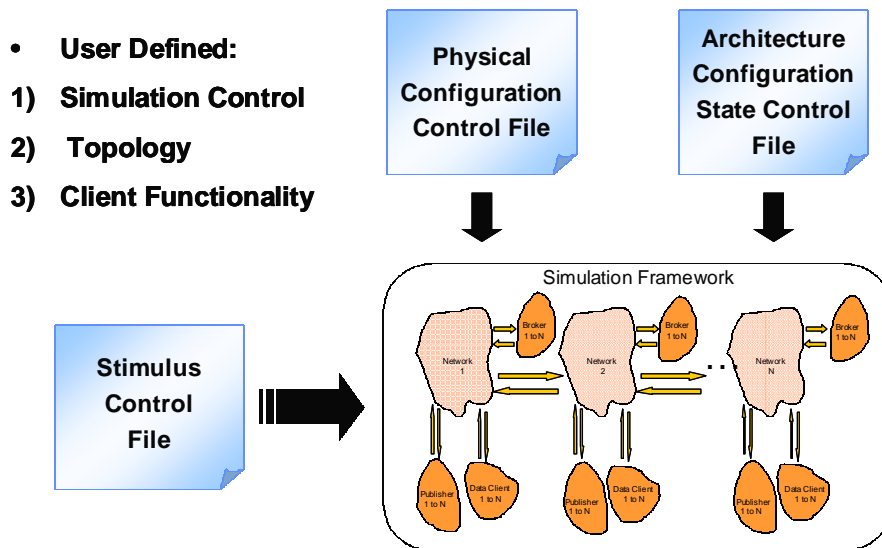 • User Defined:
1) Simulation Control
2) Topology
3) Client Functionality
Physical
Configuration
Control File
Architecture
Configuration
State Control
File
Stimulus
Control
File
Simulation Framework
Broker
1 to N
Network
1
Publisher
1 to N
Data Client
1 to N
Broker
1 to N
Network
2
Publisher
1 to N
Data Client
1 to N
...
Broker
1 to N
Network
N
Publisher
1 to N
Data Client
1 to N